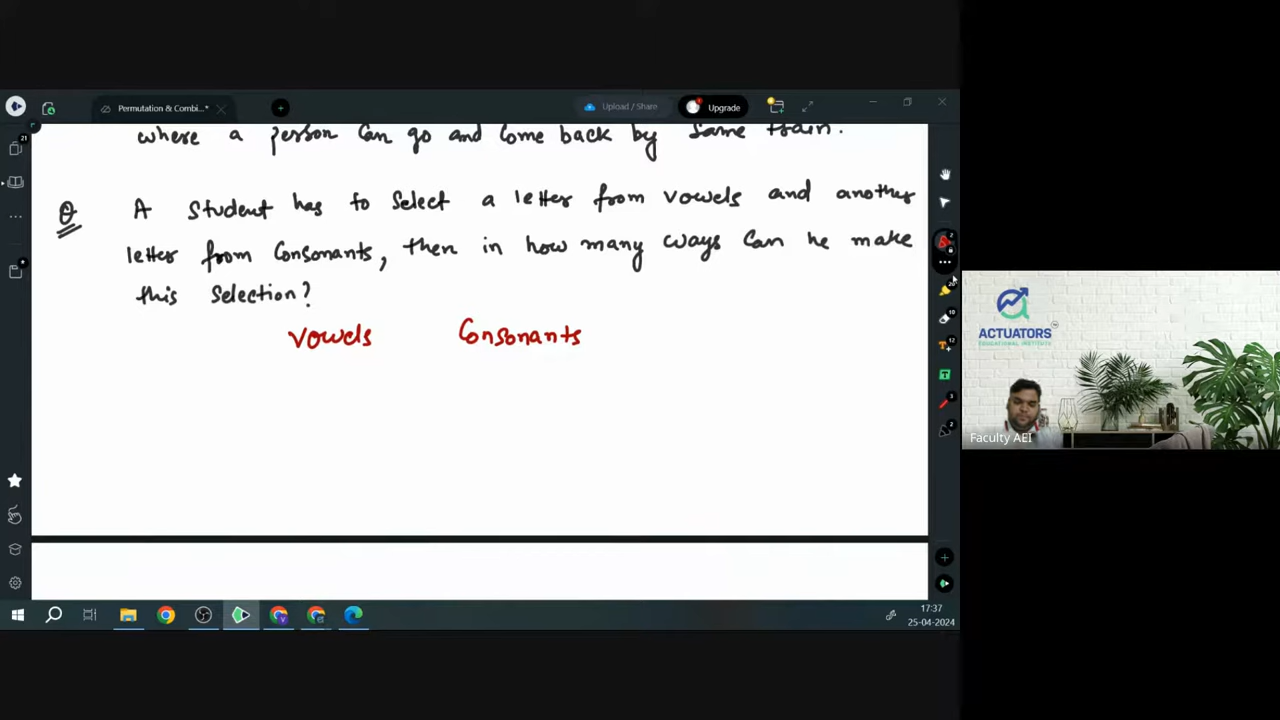 Permutation & Combi...*
Upload / Share
Upgrade
where a person can go and come back by same train.
Q A student has to select a letter from vowels and another
letter from consonants, then in how many ways can he make
this selection?
Vowels Consonants
ACTUATORS
EDUCATIONAL INSTITUTE
Faculty AEI
17:37
25-04-2024